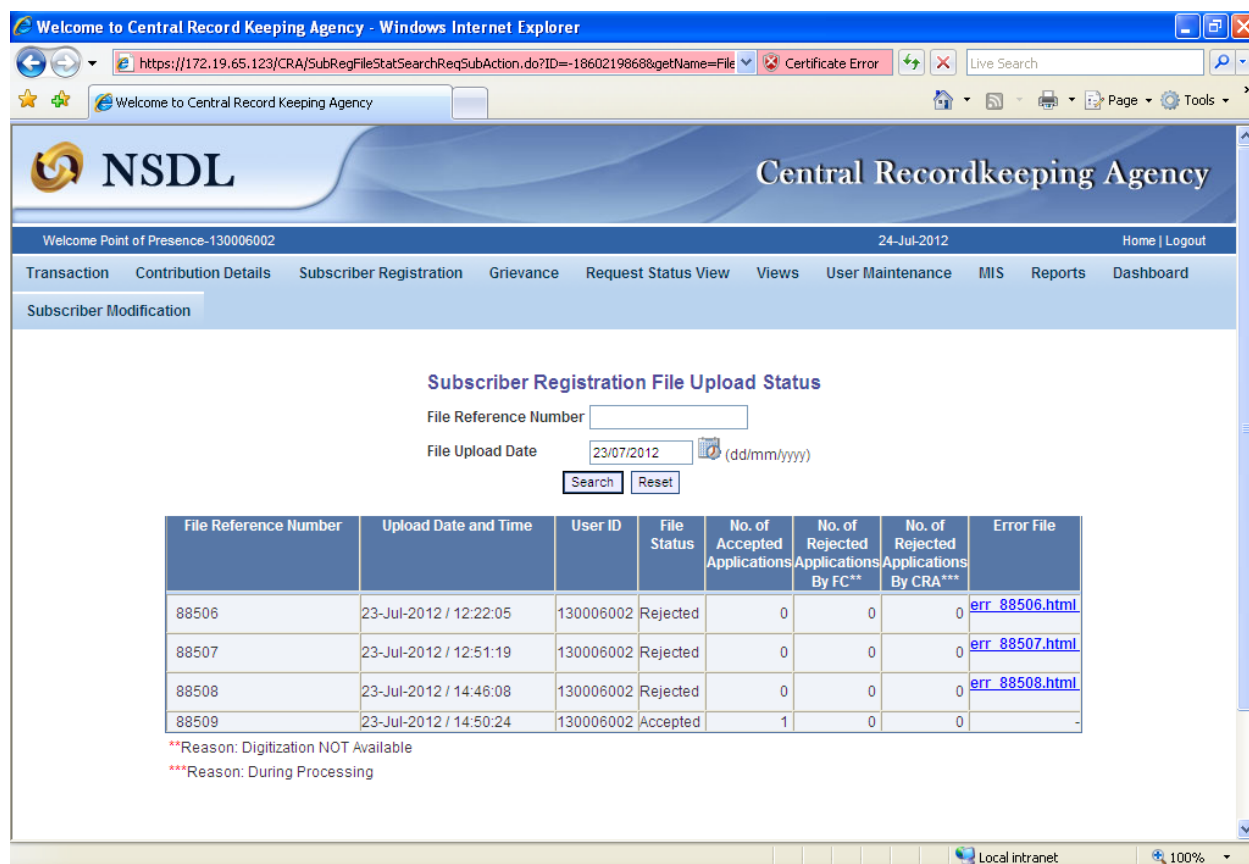 Welcome to Central Record Keeping Agency - Windows Internet Explorer
https://172.19.65.123/CRA/SubRegFileStatSearchReqSubAction.do?ID=-1860219868&getName=File Certificate Error Live Search
Welcome to Central Record Keeping Agency Page Tools
NSDL Central Recordkeeping Agency
Welcome Point of Presence-130006002 24-Jul-2012 Home | Logout
Transaction Contribution Details Subscriber Registration Grievance Request Status View Views User Maintenance MIS Reports Dashboard
Subscriber Modification
Subscriber Registration File Upload Status
File Reference Number
File Upload Date 23/07/2012 (dd/mm/yyyy)
Search Reset
File Reference Number Upload Date and Time User ID File Status No. of Accepted Applications No. of Rejected Applications By FC** No. of Rejected Applications By CRA*** Error File
88506 23-Jul-2012 / 12:22:05 130006002 Rejected 0 0 0 err_88506.html
88507 23-Jul-2012 / 12:51:19 130006002 Rejected 0 0 0 err_88507.html
88508 23-Jul-2012 / 14:46:08 130006002 Rejected 0 0 0 err_88508.html
88509 23-Jul-2012 / 14:50:24 130006002 Accepted 1 0 0 -
**Reason: Digitization NOT Available
***Reason: During Processing
Local intranet 100%